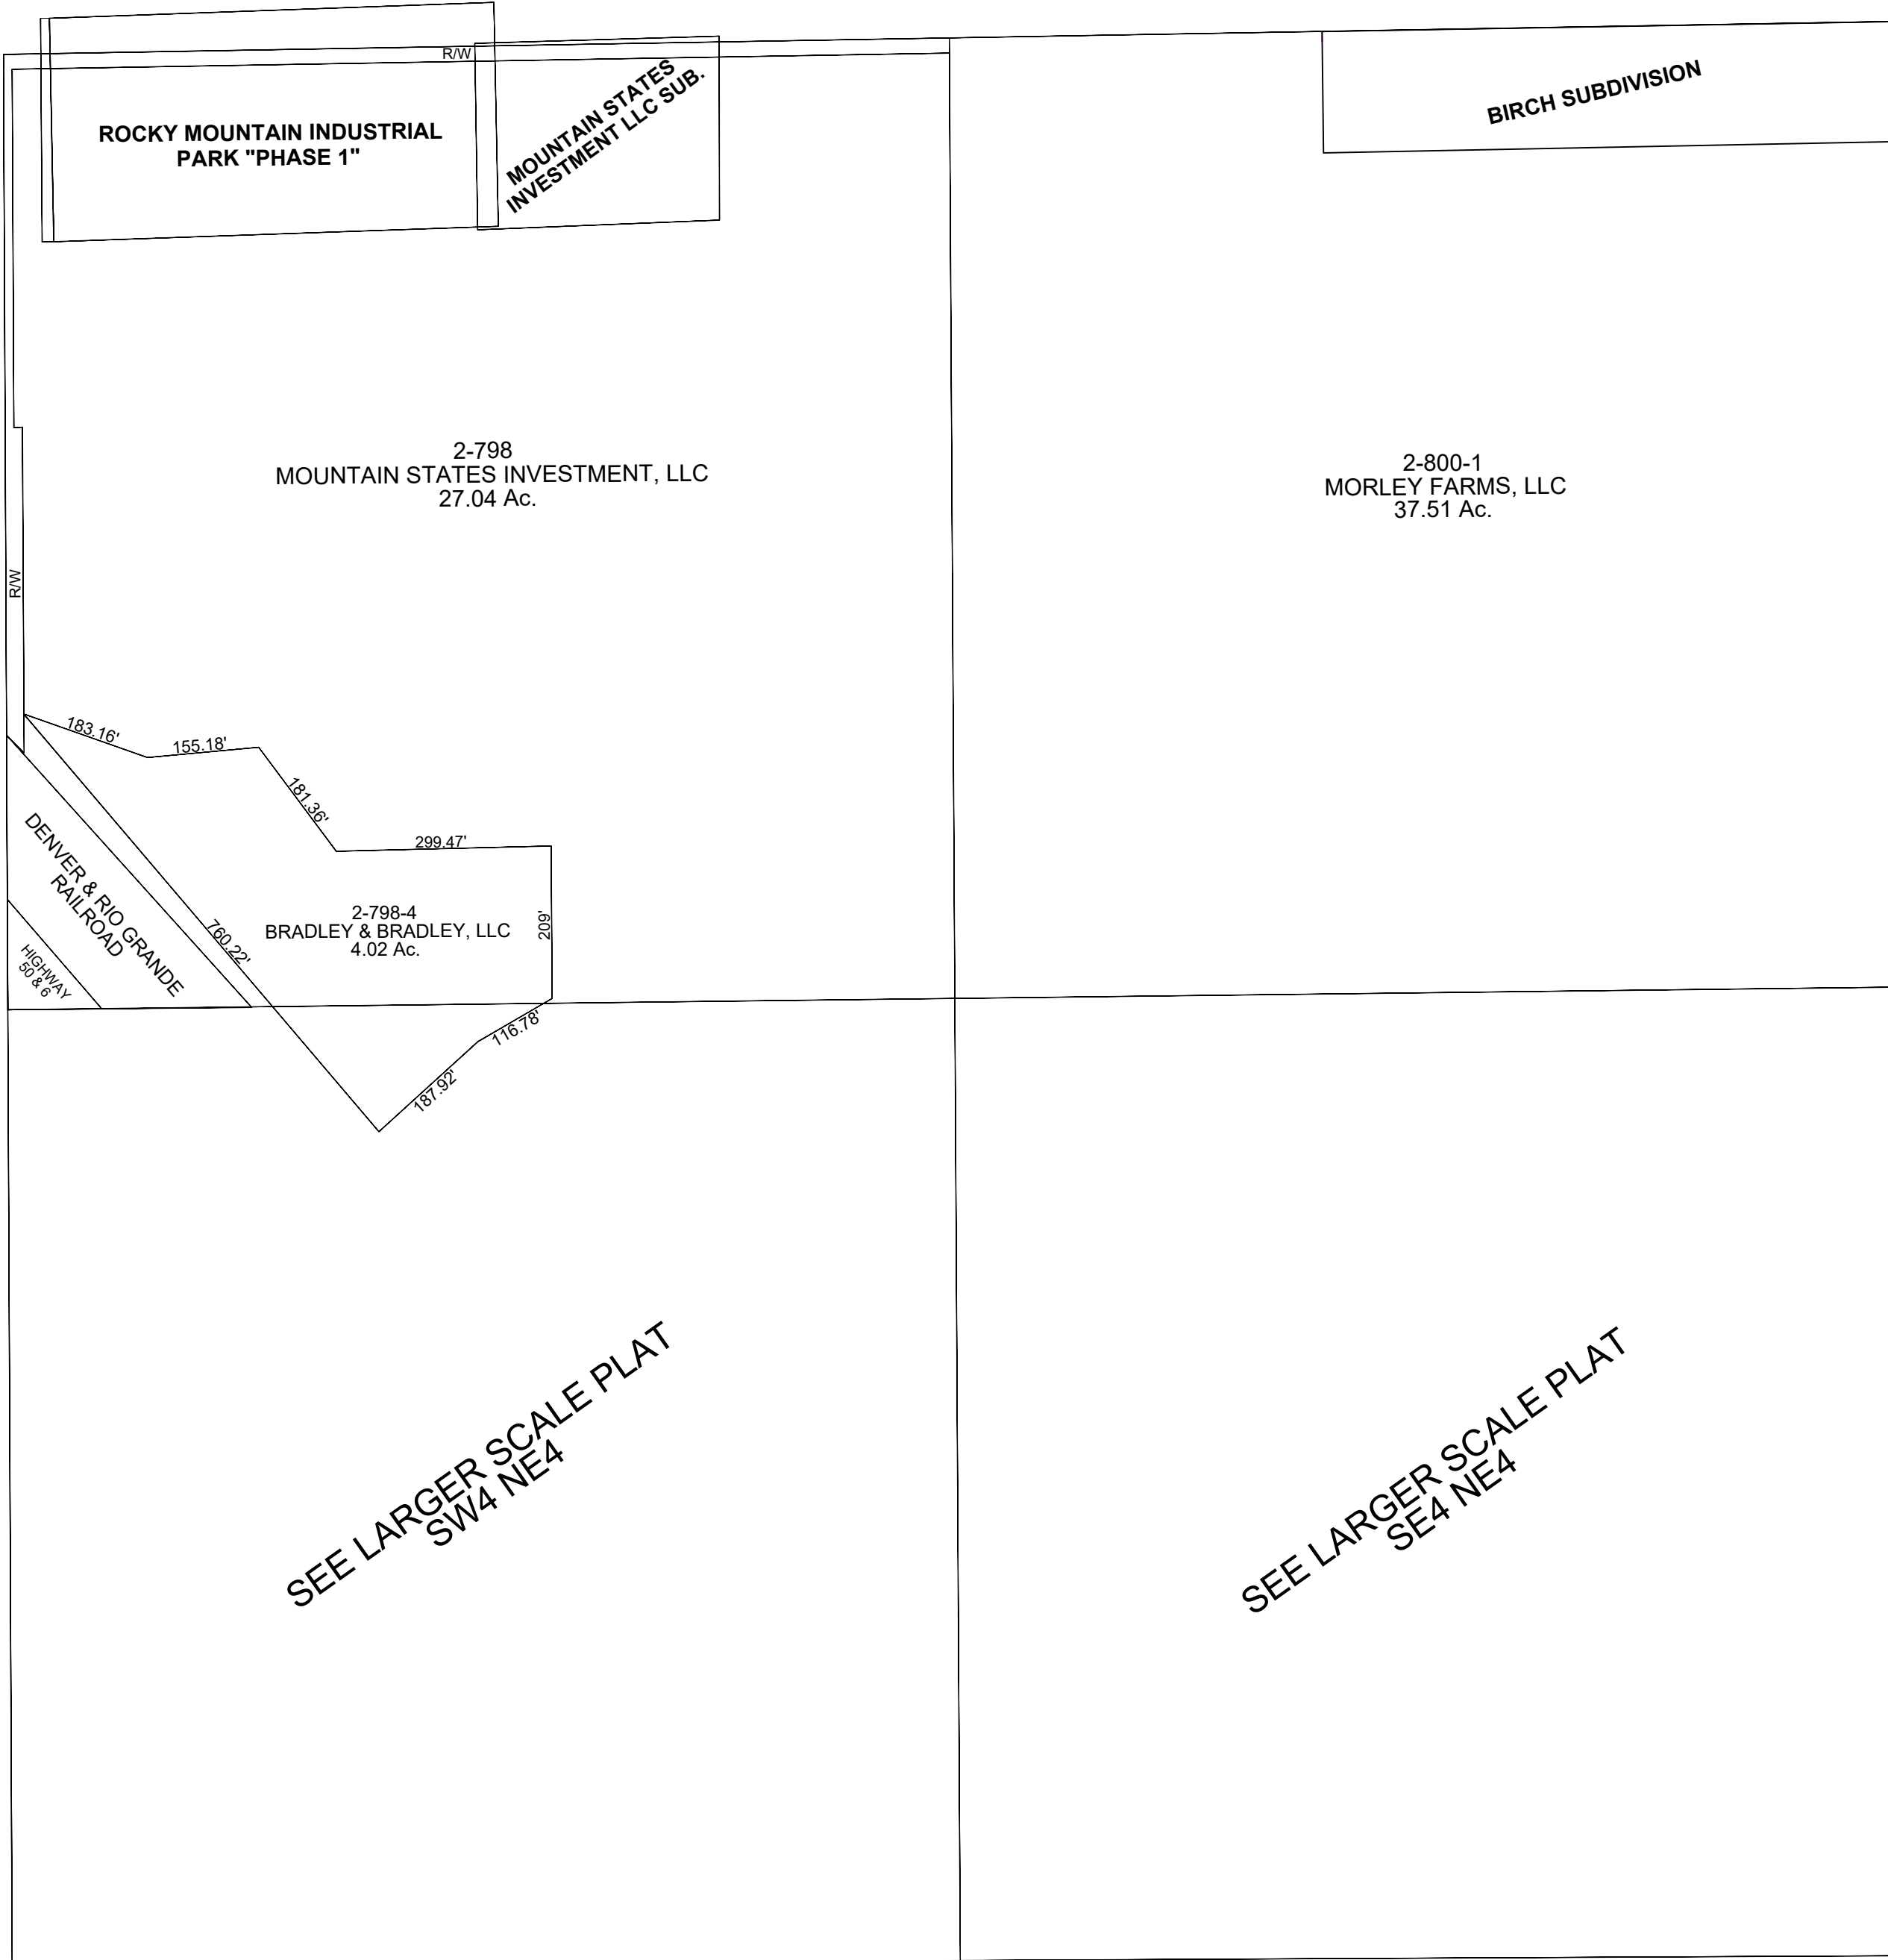 R/W
ROCKY MOUNTAIN INDUSTRIAL
PARK "PHASE 1"
MOUNTAIN STATES
INVESTMENT LLC SUB.
BIRCH SUBDIVISION
2-798
MOUNTAIN STATES INVESTMENT, LLC
27.04 Ac.
2-800-1
MORLEY FARMS, LLC
37.51 Ac.
R/W
183.16'
155.18'
181.36'
299.47'
DENVER & RIO GRANDE
RAILROAD
760.22'
2-798-4
BRADLEY & BRADLEY, LLC
4.02 Ac.
209'
HIGHWAY
50 & 6
116.78'
187.92'
SEE LARGER SCALE PLAT
SW4 NE4
SEE LARGER SCALE PLAT
SE4 NE4